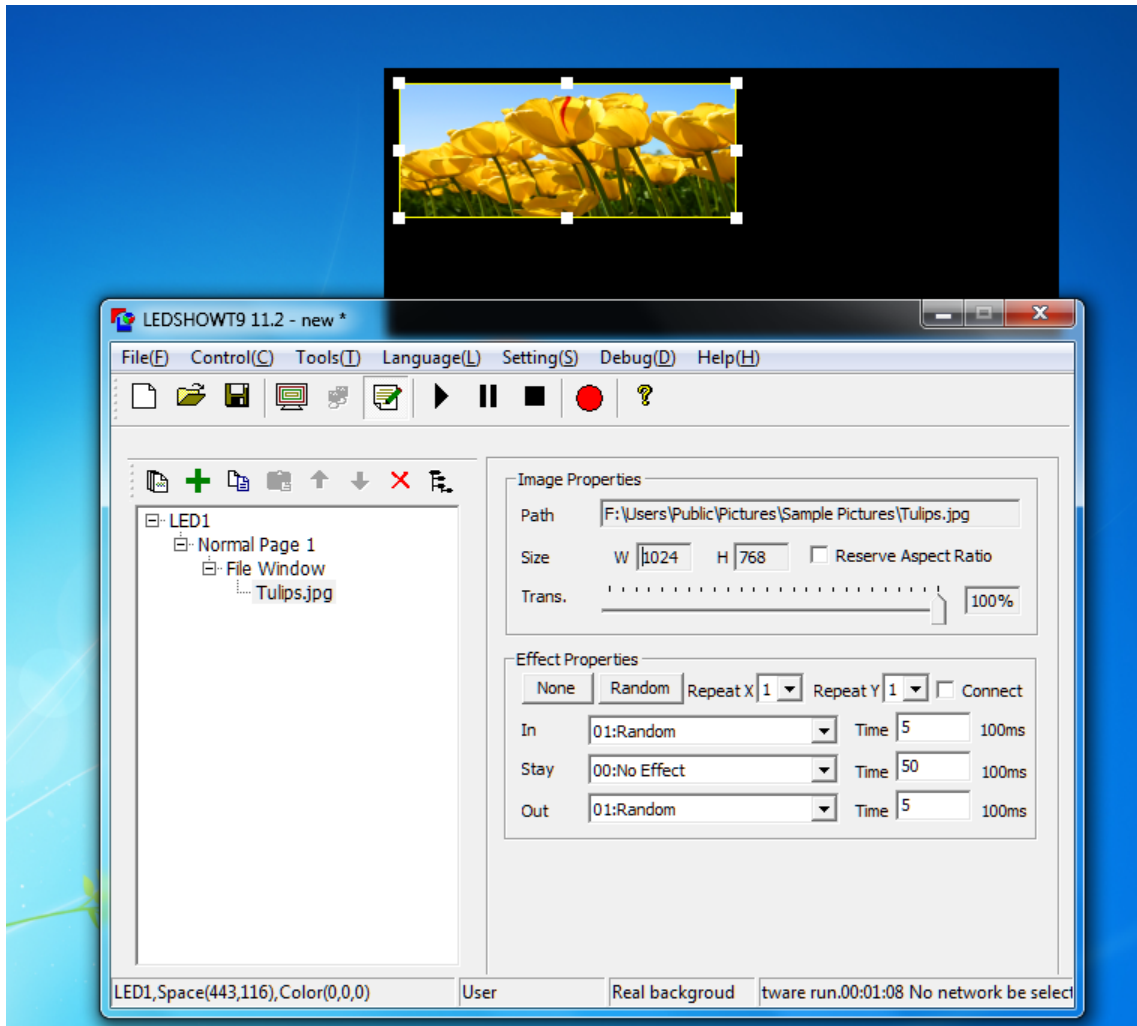 LEDSHOWT9 11.2 - new *
File(F) Control(C) Tools(T) Language(L) Setting(S) Debug(D) Help(H)
LED1
Normal Page 1
File Window
Tulips.jpg
Image Properties
Path F:\Users\Public\Pictures\Sample Pictures\Tulips.jpg
Size W 1024 H 768 Reserve Aspect Ratio
Trans. 100%
Effect Properties
None Random Repeat X 1 Repeat Y 1 Connect
In 01:Random Time 5 100ms
Stay 00:No Effect Time 50 100ms
Out 01:Random Time 5 100ms
LED1,Space(443,116),Color(0,0,0) User Real backgroud tware run.00:01:08 No network be select